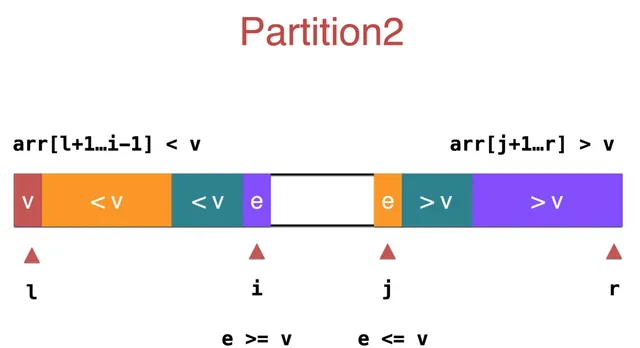 Partition2
arr[l+1…i-1] < v arr[j+1…r] > v
v < v < v e e > v > v
l i j r
e >= v e <= v